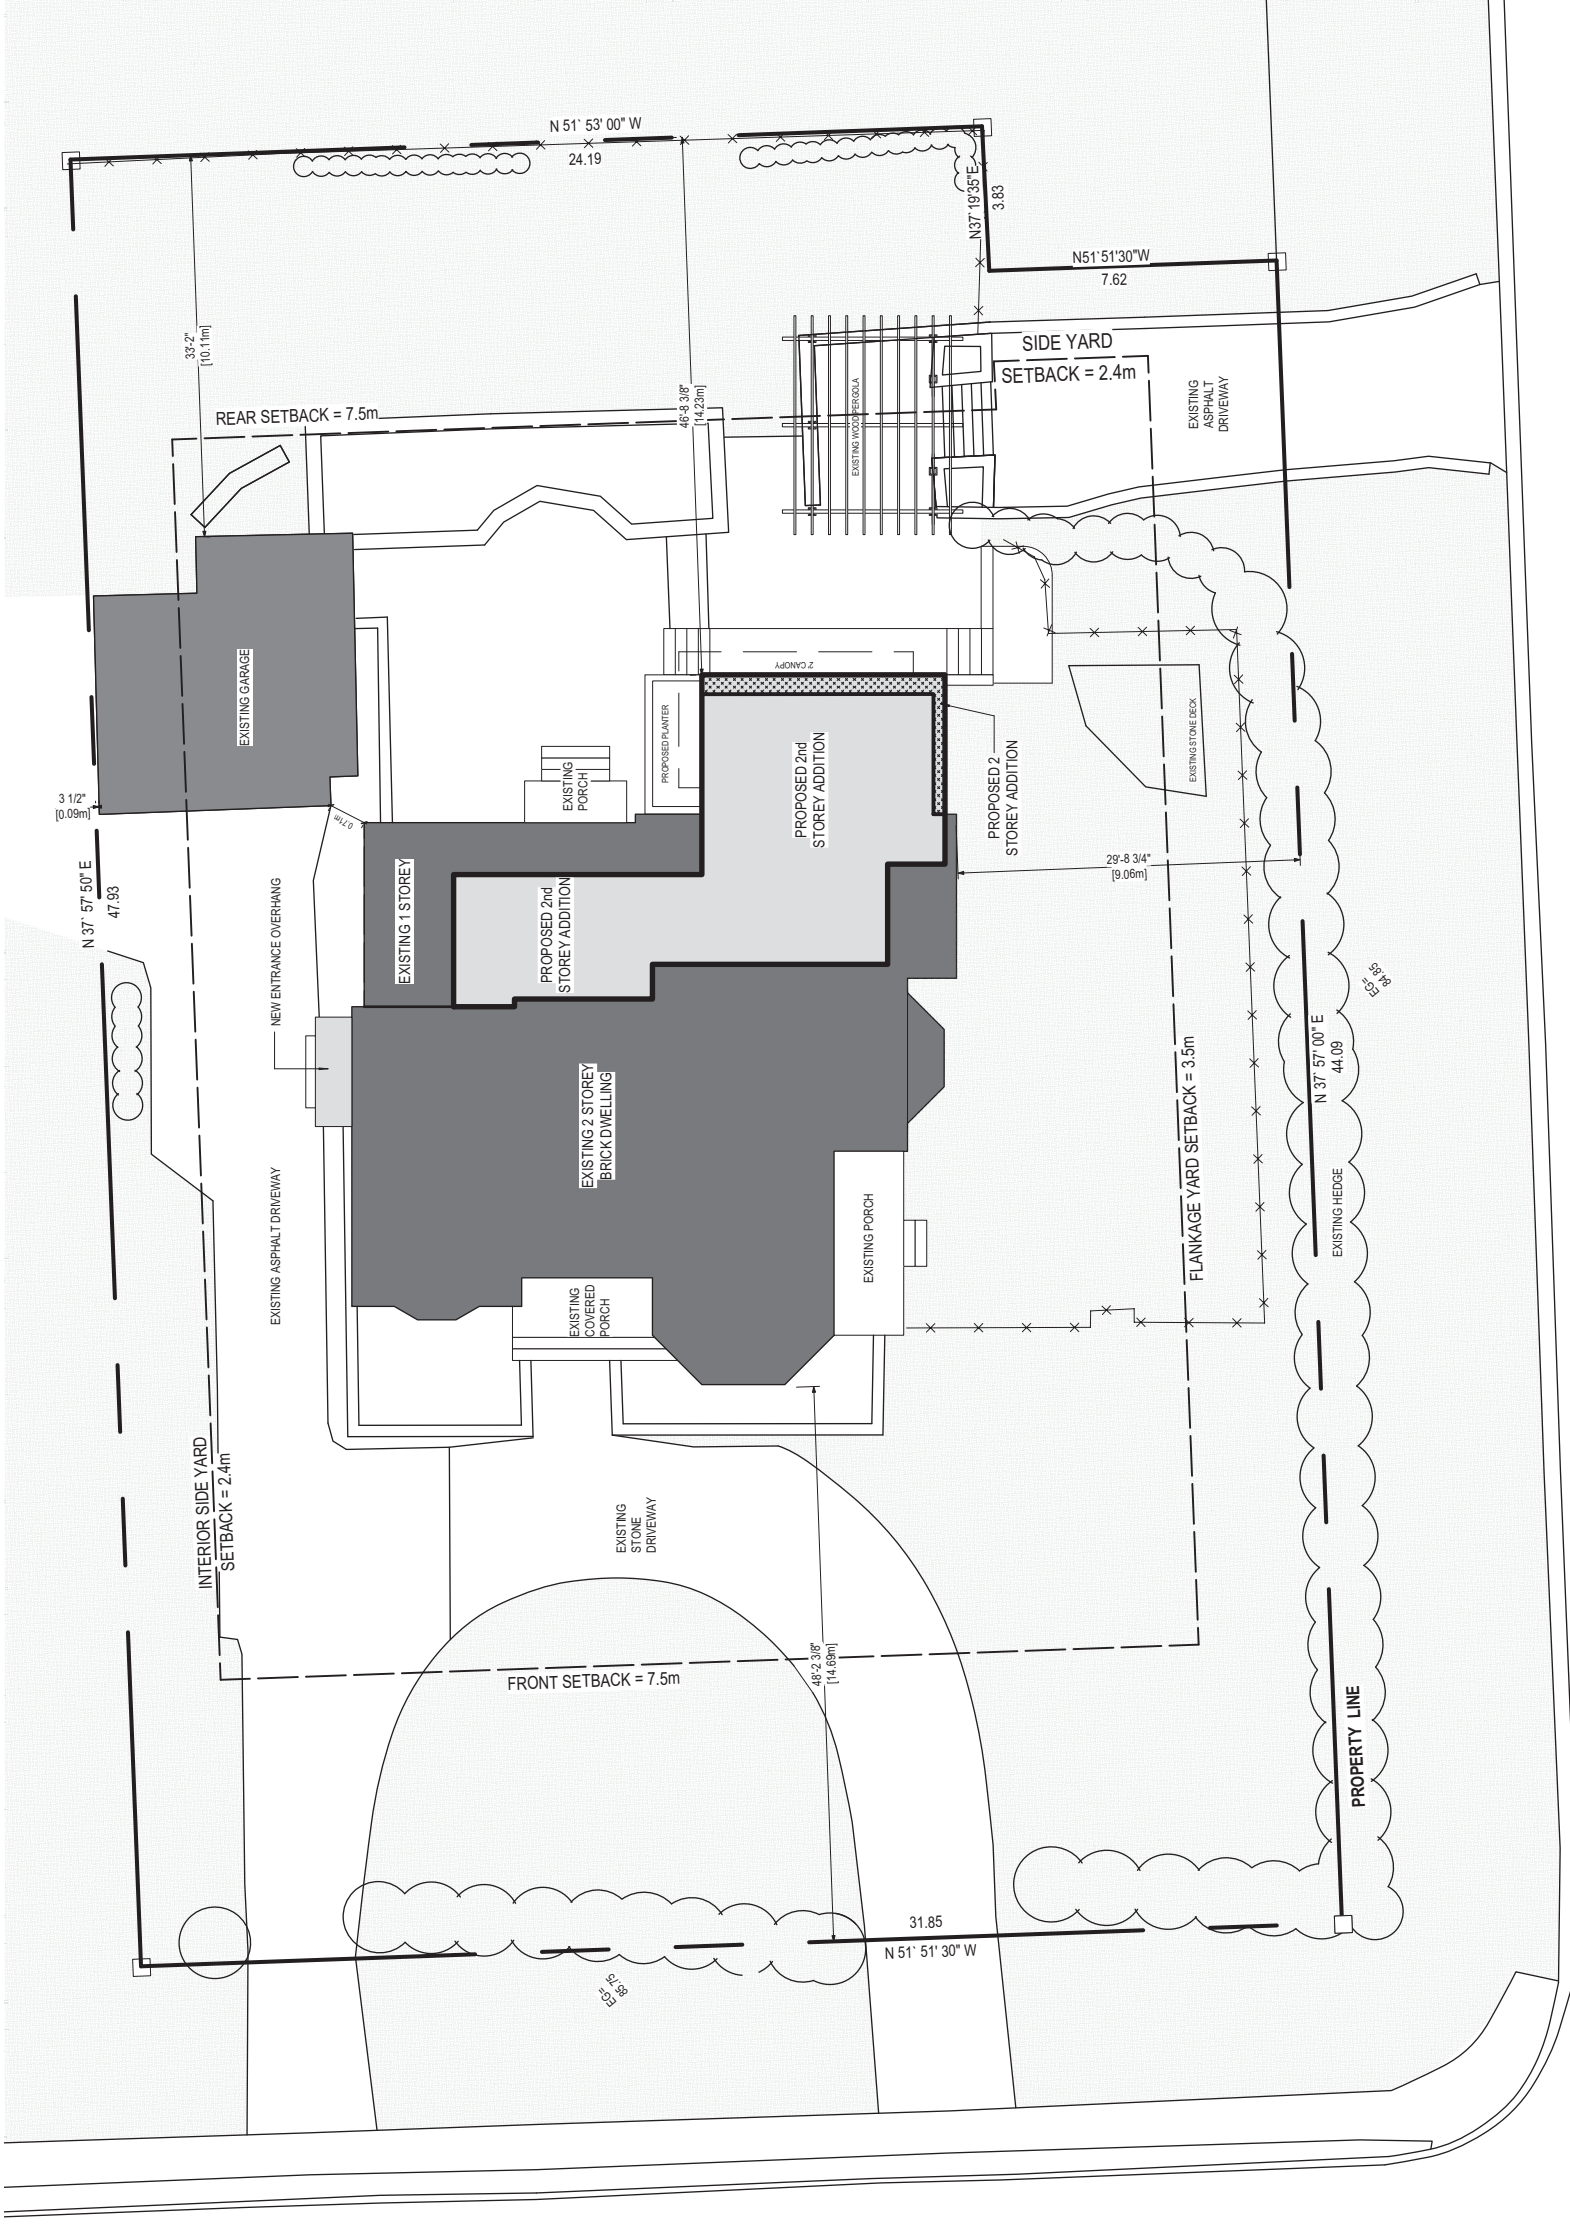 N 51° 53' 00" W
24.19
N37° 19'35"E
3.83
N51°51'30"W
7.62
33'-2"
[10.11m]
SIDE YARD
SETBACK = 2.4m
EXISTING
ASPHALT
DRIVEWAY
46'-8 3/8"
[14.23m]
REAR SETBACK = 7.5m
EXISTING WOOD PERGOLA
EXISTING GARAGE
2' CANOPY
PROPOSED PLANTER
EXISTING
PORCH
PROPOSED 2nd
STOREY ADDITION
PROPOSED 2
STOREY ADDITION
EXISTING STONE DECK
3 1/2"
[0.09m]
0.71m
29'-8 3/4"
[9.06m]
N 37° 57' 50" E
47.93
NEW ENTRANCE OVERHANG
EXISTING 1 STOREY
PROPOSED 2nd
STOREY ADDITION
EG=
84.85
N 37° 57' 00" E
44.09
EXISTING 2 STOREY
BRICK DWELLING
FLANKAGE YARD SETBACK = 3.5m
EXISTING ASPHALT DRIVEWAY
EXISTING PORCH
EXISTING HEDGE
EXISTING
COVERED
PORCH
INTERIOR SIDE YARD
SETBACK = 2.4m
EXISTING
STONE
DRIVEWAY
48'-2 3/8"
[14.69m]
FRONT SETBACK = 7.5m
PROPERTY LINE
31.85
N 51° 51' 30" W
EG=
85.75